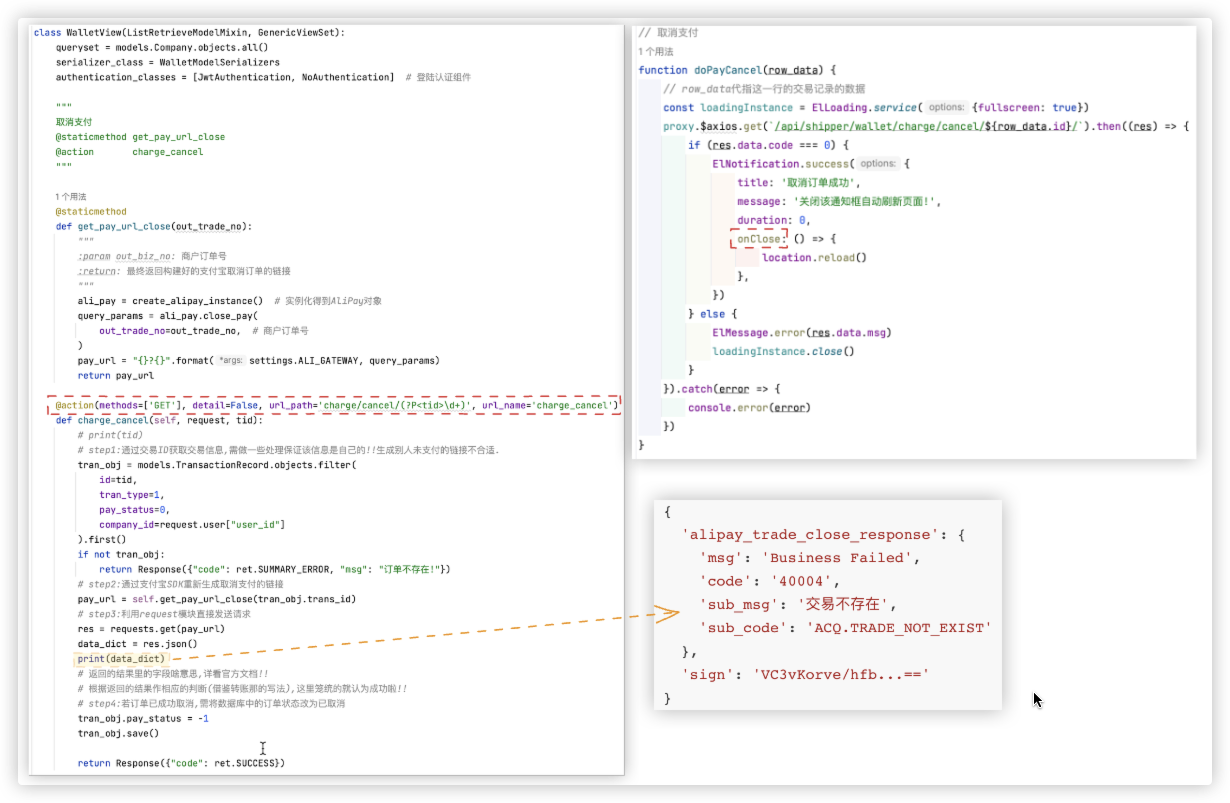 class WalletView(ListRetrieveModelMixin, GenericViewSet):
    queryset = models.Company.objects.all()
    serializer_class = WalletModelSerializers
    authentication_classes = [JwtAuthentication, NoAuthentication]  # 登陆认证组件
    """
    取消支付
    @staticmethod get_pay_url_close
    @action       charge_cancel
    """
    1个用法
    @staticmethod
    def get_pay_url_close(out_trade_no):
        """
        :param out_biz_no: 商户订单号
        :return: 最终返回构建好的支付宝取消订单的链接
        """
        ali_pay = create_alipay_instance()  # 实例化得到AliPay对象
        query_params = ali_pay.close_pay(
            out_trade_no=out_trade_no,  # 商户订单号
        )
        pay_url = "{}?{}".format( *args: settings.ALI_GATEWAY, query_params)
        return pay_url
    @action(methods=['GET'], detail=False, url_path='charge/cancel/(?P<tid>\d+)', url_name='charge_cancel')
    def charge_cancel(self, request, tid):
        # print(tid)
        # step1:通过交易ID获取交易信息,需做一些处理保证该信息是自己的!!生成别人未支付的链接不合适.
        tran_obj = models.TransactionRecord.objects.filter(
            id=tid,
            tran_type=1,
            pay_status=0,
            company_id=request.user["user_id"]
        ).first()
        if not tran_obj:
            return Response({"code": ret.SUMMARY_ERROR, "msg": "订单不存在!"})
        # step2:通过支付宝SDK重新生成取消支付的链接
        pay_url = self.get_pay_url_close(tran_obj.trans_id)
        # step3:利用request模块直接发送请求
        res = requests.get(pay_url)
        data_dict = res.json()
        print(data_dict)
        # 返回的结果里的字段啥意思,详看官方文档!!
        # 根据返回的结果作相应的判断(借鉴转账那的写法),这里笼统的就认为成功啦!!
        # step4:若订单已成功取消,需将数据库中的订单状态改为已取消
        tran_obj.pay_status = -1
        tran_obj.save()
        return Response({"code": ret.SUCCESS})
// 取消支付
1个用法
function doPayCancel(row_data) {
    // row_data代指这一行的交易记录的数据
    const loadingInstance = ElLoading.service( options: {fullscreen: true})
    proxy.$axios.get(`/api/shipper/wallet/charge/cancel/${row_data.id}/`).then((res) => {
        if (res.data.code === 0) {
            ElNotification.success( options: {
                title: '取消订单成功',
                message: '关闭该通知框自动刷新页面!',
                duration: 0,
                onClose: () => {
                    location.reload()
                },
            })
        } else {
            ElMessage.error(res.data.msg)
            loadingInstance.close()
        }
    }).catch(error => {
        console.error(error)
    })
}
{
  'alipay_trade_close_response': {
    'msg': 'Business Failed',
    'code': '40004',
    'sub_msg': '交易不存在',
    'sub_code': 'ACQ.TRADE_NOT_EXIST'
  },
  'sign': 'VC3vKorve/hfb...=='
}